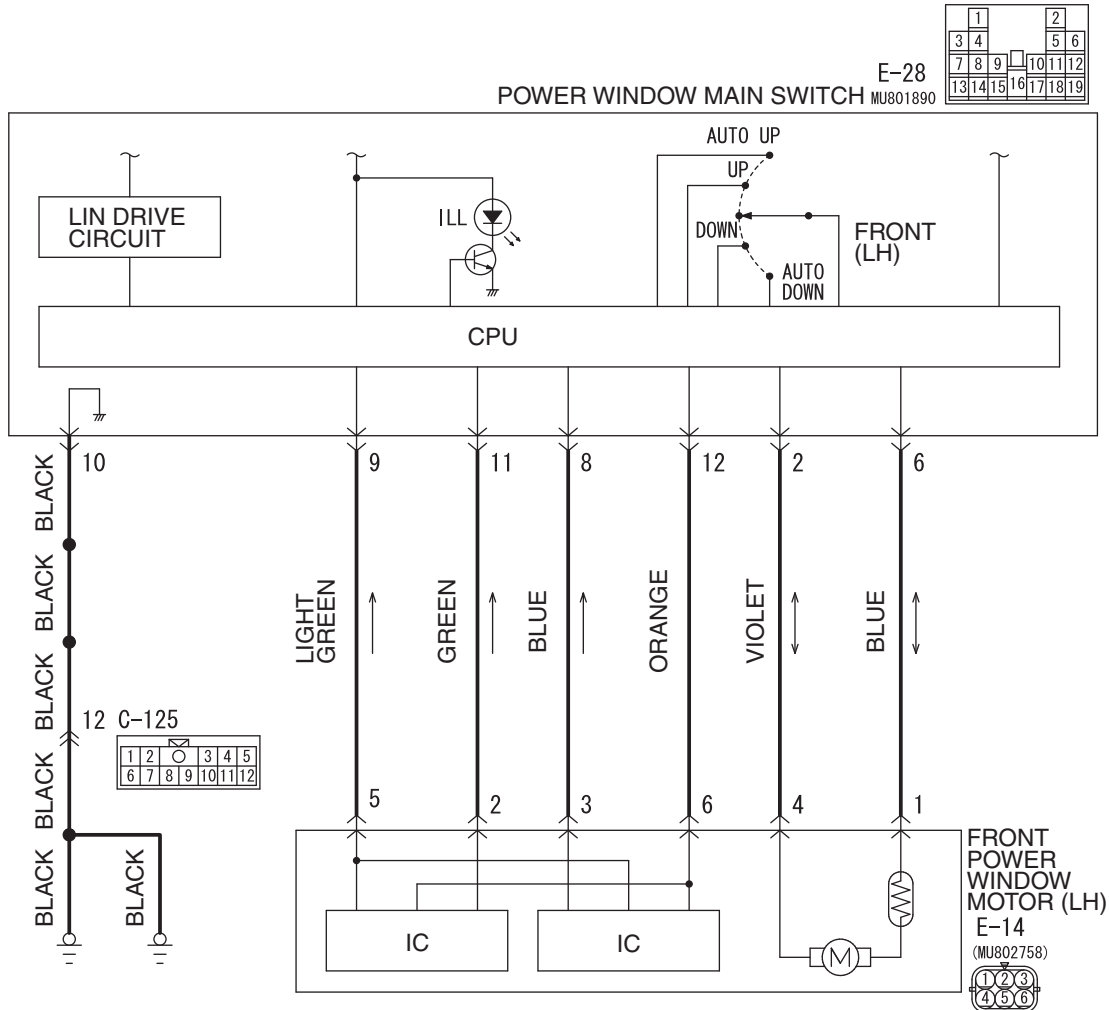 1 2
3 4 5 6
7 8 9 10 11 12
13 14 15 16 17 18 19
E-28
POWER WINDOW MAIN SWITCH MU801890
AUTO UP
UP
LIN DRIVE
CIRCUIT
ILL
DOWN
FRONT
(LH)
AUTO
DOWN
CPU
10 9 11 8 12 2 6
BLACK
BLACK
BLACK
BLACK
BLACK
BLACK
LIGHT
GREEN
GREEN
BLUE
ORANGE
VIOLET
BLUE
12 C-125
1 2 3 4 5
6 7 8 9 10 11 12
5 2 3 6 4 1
IC
IC
M
FRONT
POWER
WINDOW
MOTOR (LH)
E-14
(MU802758)
1 2 3
4 5 6